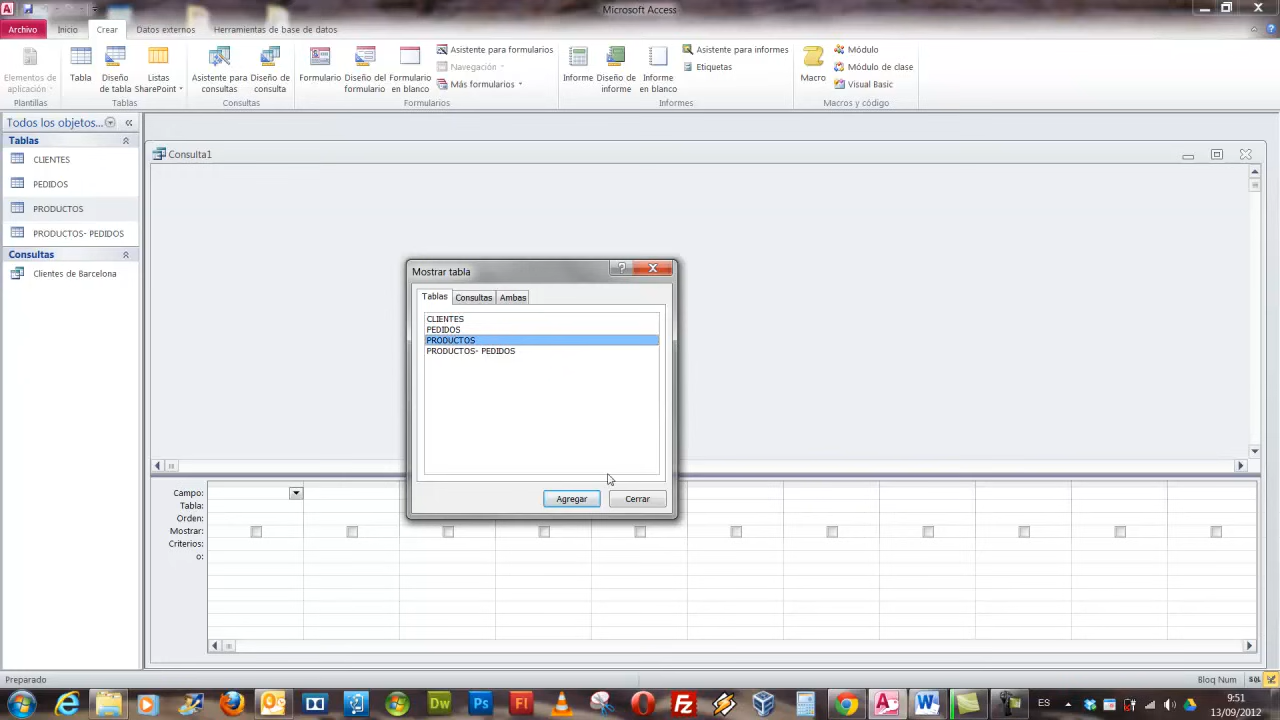 Microsoft Access
Archivo Inicio Crear Datos externos Herramientas de base de datos
Elementos de aplicación
Tabla
Diseño de tabla
Listas SharePoint
Asistente para consultas
Diseño de consulta
Formulario
Diseño del formulario
Formulario en blanco
Asistente para formularios
Navegación
Más formularios
Informe
Diseño de informe
Informe en blanco
Asistente para informes
Etiquetas
Macro
Módulo
Módulo de clase
Visual Basic
Plantillas Tablas Consultas Formularios Informes Macros y código
Todos los objetos...
Tablas
CLIENTES
PEDIDOS
PRODUCTOS
PRODUCTOS- PEDIDOS
Consultas
Clientes de Barcelona
Consulta1
Mostrar tabla
Tablas Consultas Ambas
CLIENTES
PEDIDOS
PRODUCTOS
PRODUCTOS- PEDIDOS
Agregar Cerrar
Campo:
Tabla:
Orden:
Mostrar:
Criterios:
o:
Preparado Bloq Num SQL
Dw Ps Fl FZ W ES 9:51
13/09/2012